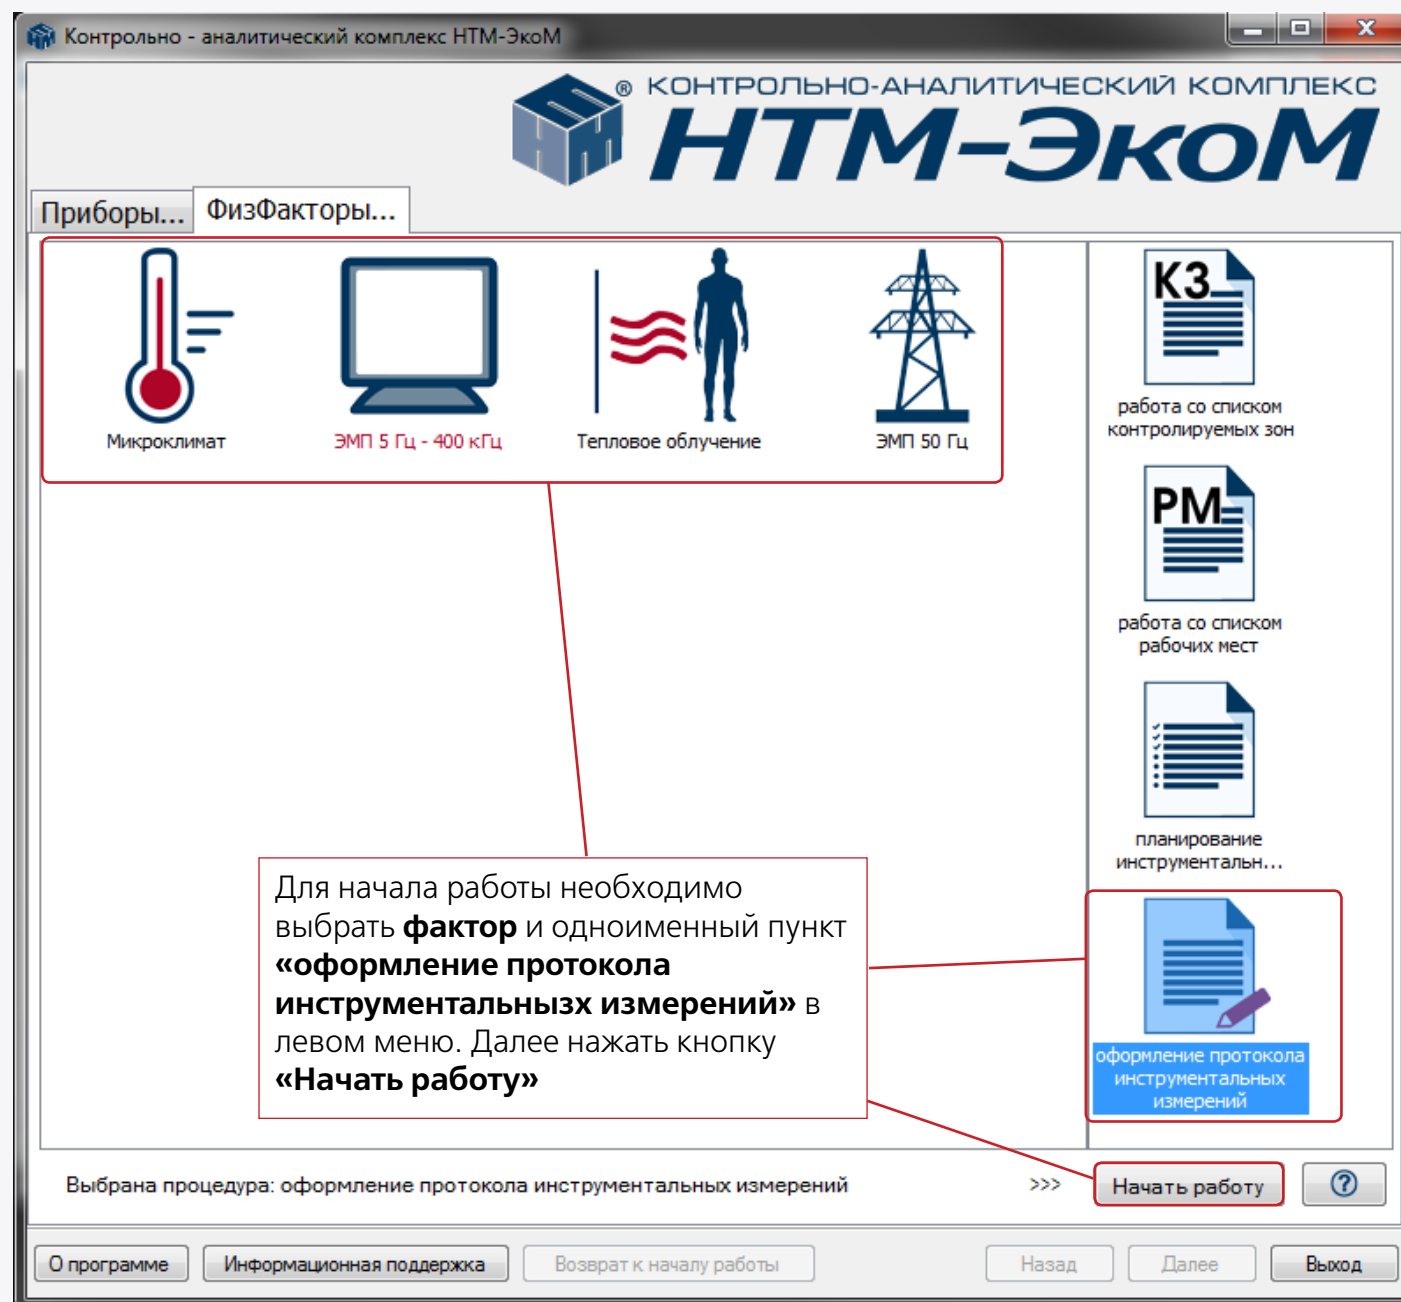 Контрольно - аналитический комплекс НТМ-ЭкоМ
® КОНТРОЛЬНО-АНАЛИТИЧЕСКИЙ КОМПЛЕКС
НТМ-ЭкоМ
Приборы... ФизФакторы...
Микроклимат
ЭМП 5 Гц - 400 кГц
Тепловое облучение
ЭМП 50 Гц
КЗ
работа со списком
контролируемых зон
РМ
работа со списком
рабочих мест
планирование
инструментальн...
Для начала работы необходимо
выбрать фактор и одноименный пункт
«оформление протокола
инструментальнызх измерений» в
левом меню. Далее нажать кнопку
«Начать работу»
оформление протокола
инструментальных
измерений
Выбрана процедура: оформление протокола инструментальных измерений >>> Начать работу ?
О программе Информационная поддержка Возврат к началу работы Назад Далее Выход